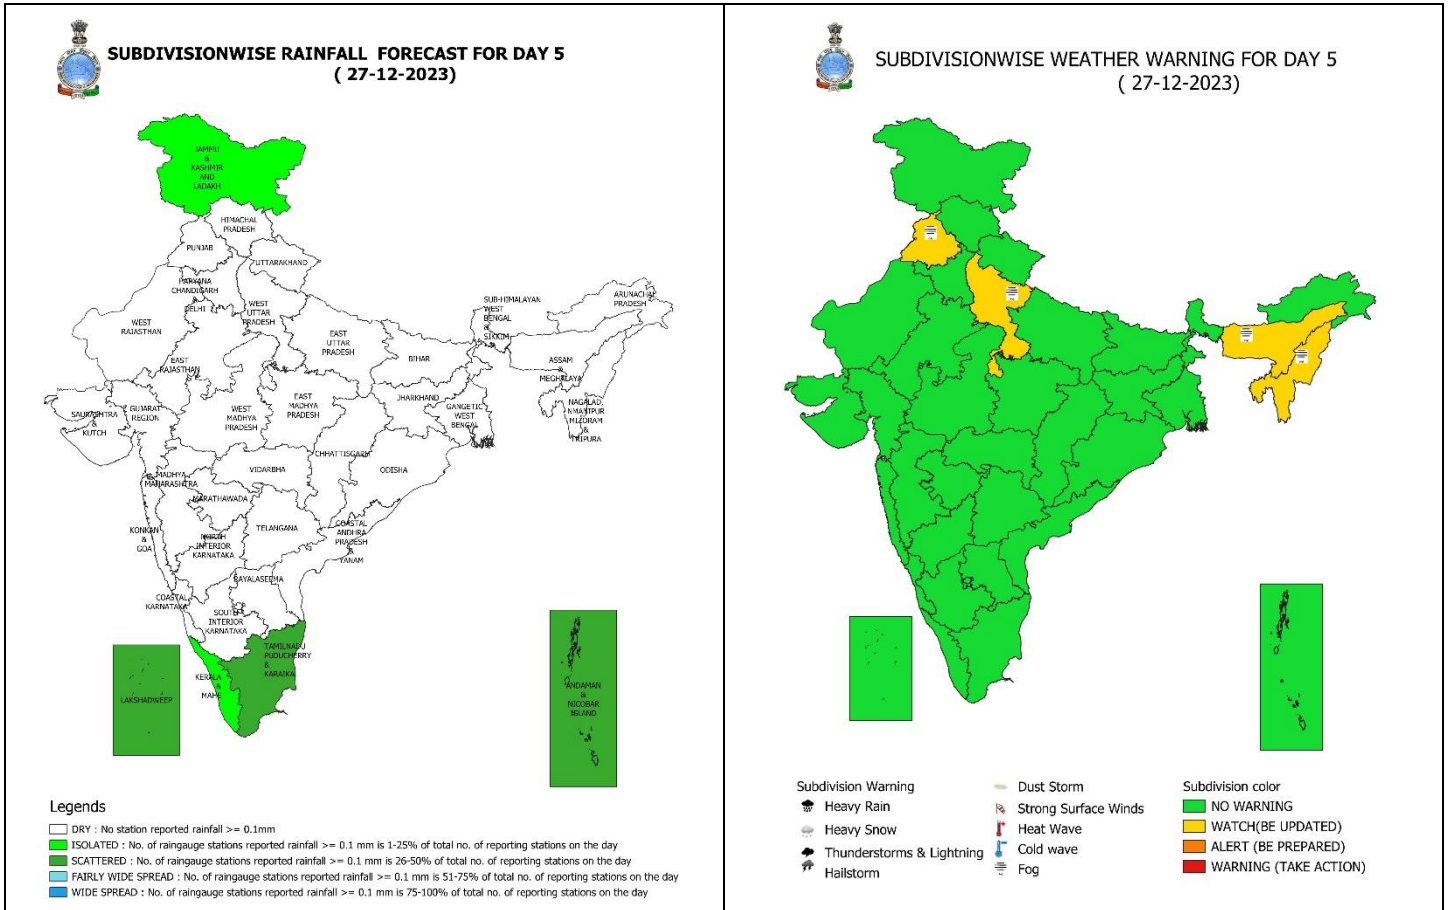 SUBDIVISIONWISE RAINFALL FORECAST FOR DAY 5
( 27-12-2023)
JAMMU
&
KASHMIR
AND
LADAKH
HIMACHAL
PRADESH
PUNJAB
UTTARAKHAND
HARYANA
CHANDIGARH
&
DELHI
WEST
UTTAR
PRADESH
WEST
RAJASTHAN
EAST
UTTAR
PRADESH
SUB-HIMALAYAN
WEST
BENGAL
&
SIKKIM
ARUNACHAL
PRADESH
EAST
RAJASTHAN
BIHAR
ASSAM
&
MEGHALAYA
SAURASHTRA
&
KUTCH
GUJARAT
REGION
WEST
MADHYA
PRADESH
EAST
MADHYA
PRADESH
JHARKHAND
GANGETIC
WEST
BENGAL
NAGALAD,
NMANIPUR
MIZORAM
&
TRIPURA
CHHATTISGARH
ODISHA
VIDARBHA
MADHYA
MAHARASHTRA
MARATHAWADA
KONKAN
&
GOA
NORTH
INTERIOR
KARNATAKA
TELANGANA
COASTAL
ANDHRA
PRADESH
&
YANAM
RAYALASEEMA
COASTAL
KARNATAKA
SOUTH
INTERIOR
KARNATAKA
TAMILNADU
PUDUCHERRY
&
KARAIKA
KERALA
&
MAHE
LAKSHADWEEP
ANDAMAN
&
NICOBAR
ISLAND
Legends
DRY : No station reported rainfall >= 0.1mm
ISOLATED : No. of raingauge stations reported rainfall >= 0.1 mm is 1-25% of total no. of reporting stations on the day
SCATTERED : No. of raingauge stations reported rainfall >= 0.1 mm is 26-50% of total no. of reporting stations on the day
FAIRLY WIDE SPREAD : No. of raingauge stations reported rainfall >= 0.1 mm is 51-75% of total no. of reporting stations on the day
WIDE SPREAD : No. of raingauge stations reported rainfall >= 0.1 mm is 75-100% of total no. of reporting stations on the day
SUBDIVISIONWISE WEATHER WARNING FOR DAY 5
( 27-12-2023)
Subdivision Warning
Heavy Rain
Heavy Snow
Thunderstorms & Lightning
Hailstorm
Dust Storm
Strong Surface Winds
Heat Wave
Cold wave
Fog
Subdivision color
NO WARNING
WATCH(BE UPDATED)
ALERT (BE PREPARED)
WARNING (TAKE ACTION)